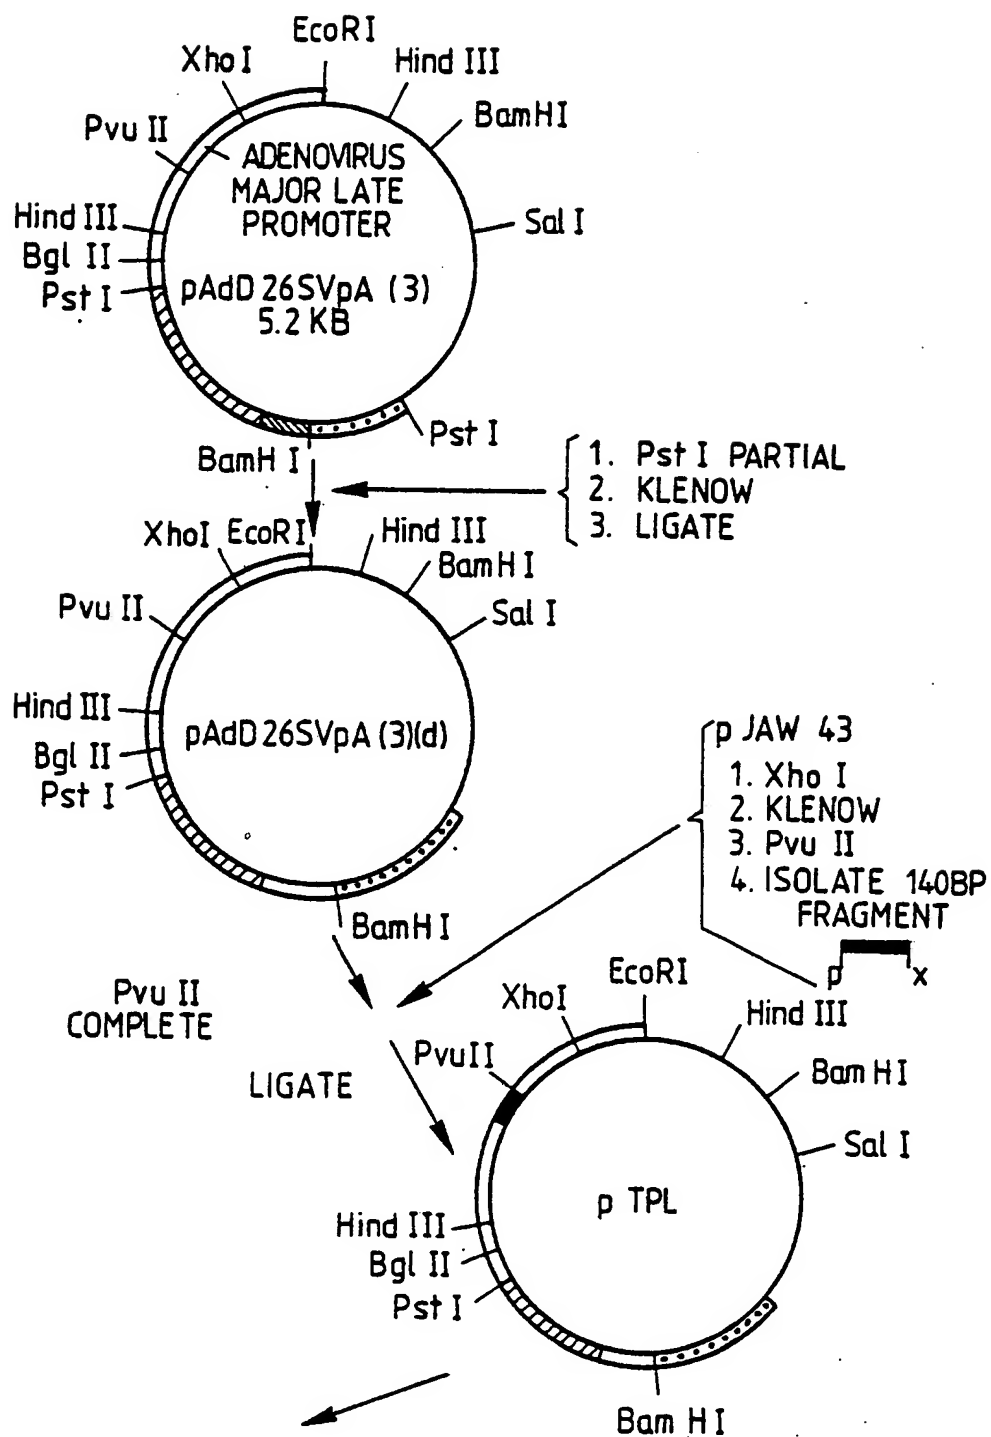 EcoRI
XhoI
Hind III
Pvu II
BamHI
ADENOVIRUS
MAJOR LATE
PROMOTER
Hind III
Sal I
Bgl II
Pst I
pAdD26SVpA (3)
5.2 KB
Pst I
BamH I
1. Pst I PARTIAL
2. KLENOW
3. LIGATE
XhoI
EcoRI
Hind III
BamH I
Pvu II
Sal I
Hind III
pAdD26SVpA (3)(d)
Bgl II
Pst I
BamH I
p JAW 43
1. Xho I
2. KLENOW
3. Pvu II
4. ISOLATE 140BP
FRAGMENT
p
x
Pvu II
COMPLETE
LIGATE
EcoRI
XhoI
Hind III
PvuII
Bam HI
Sal I
p TPL
Hind III
Bgl II
Pst I
Bam HI